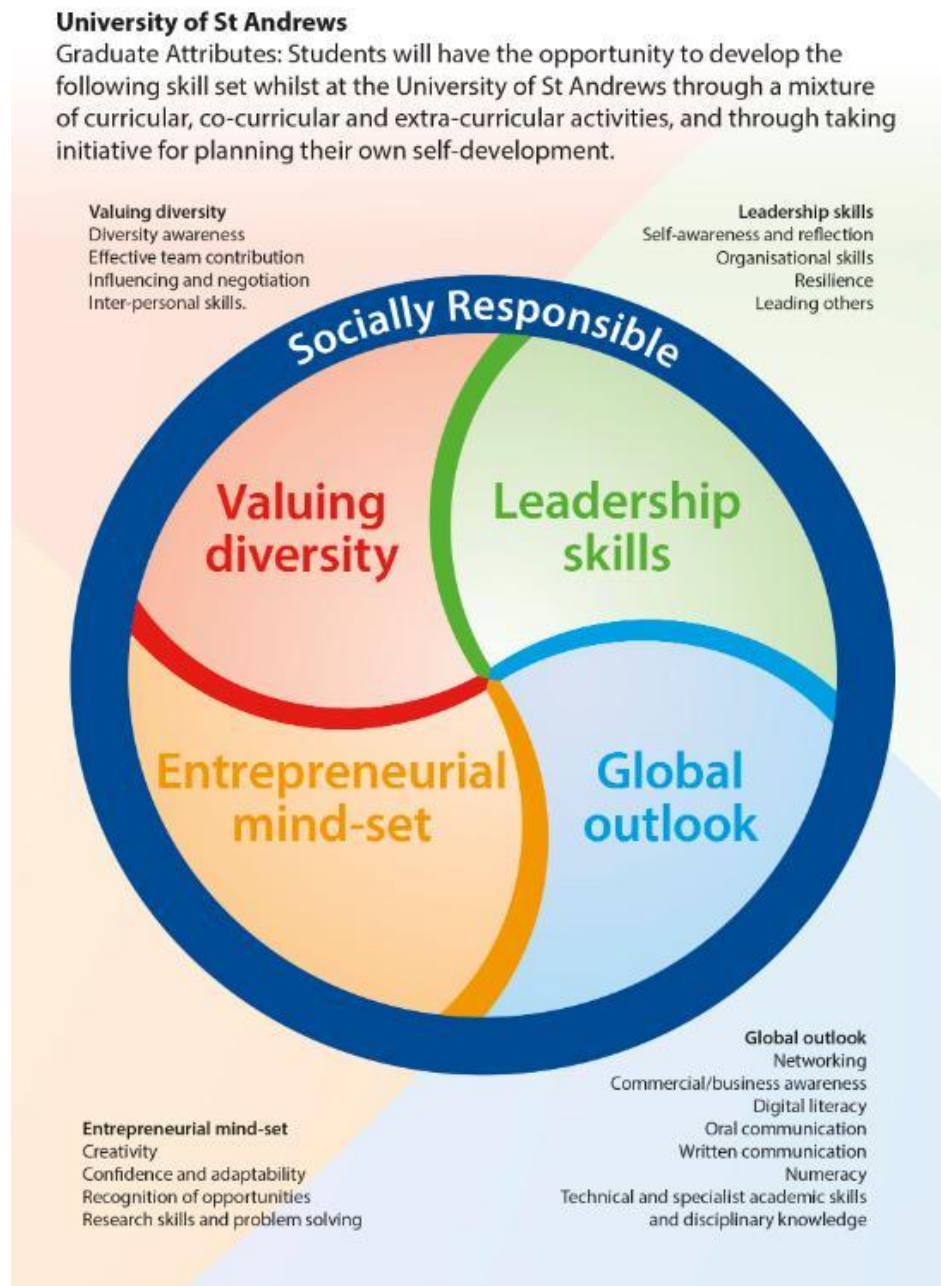 University of St Andrews
Graduate Attributes: Students will have the opportunity to develop the
following skill set whilst at the University of St Andrews through a mixture
of curricular, co-curricular and extra-curricular activities, and through taking
initiative for planning their own self-development.
Valuing diversity
Diversity awareness
Effective team contribution
Influencing and negotiation
Inter-personal skills.
Leadership skills
Self-awareness and reflection
Organisational skills
Resilience
Leading others
Socially Responsible
Valuing
diversity
Leadership
skills
Entrepreneurial
mind-set
Global
outlook
Entrepreneurial mind-set
Creativity
Confidence and adaptability
Recognition of opportunities
Research skills and problem solving
Global outlook
Networking
Commercial/business awareness
Digital literacy
Oral communication
Written communication
Numeracy
Technical and specialist academic skills
and disciplinary knowledge